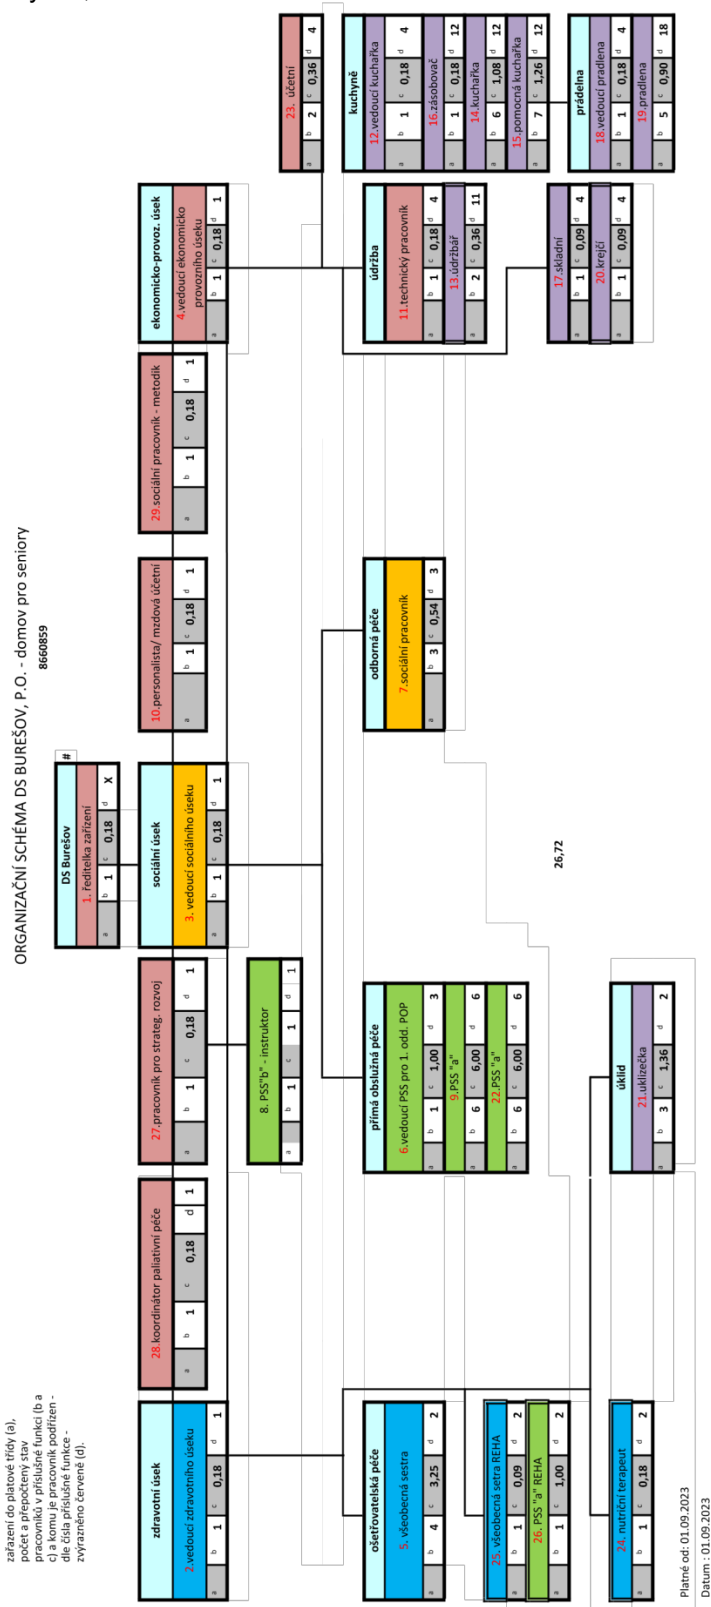 zařazení do platové třídy (a),
počet a přepočtený stav
pracovníků v příslušné funkci (b a
c) a komu je pracovník podřízen -
dle čísla příslušné funkce -
zvýrazněno červeně (d).
ORGANIZAČNÍ SCHÉMA DS BUREŠOV, P.O. - domov pro seniory
8660859
#
DS Burešov
1. ředitelka zařízení
a b 1 c 0,18 d X
zdravotní úsek
2.vedoucí zdravotního úseku
a b 1 c 0,18 d 1
28.koordinátor paliativní péče
a b 1 c 0,18 d 1
27.pracovník pro strateg. rozvoj
a b 1 c 0,18 d 1
sociální úsek
3. vedoucí sociálního úseku
a b 1 c 0,18 d 1
10.personalista/ mzdová účetní
a b 1 c 0,18 d 1
29.sociální pracovník - metodik
a b 1 c 0,18 d 1
ekonomicko-provoz. úsek
4.vedoucí ekonomicko
provozního úseku
a b 1 c 0,18 d 1
8. PSS"b" - instruktor
a b 1 c 1 d 1
23. účetní
a b 2 c 0,36 d 4
ošetřovatelská péče
5. všeobecná sestra
a b 4 c 3,25 d 2
přímá obslužná péče
6.vedoucí PSS pro 1. odd. POP
a b 1 c 1,00 d 3
9.PSS "a"
a b 6 c 6,00 d 6
22.PSS "a"
a b 6 c 6,00 d 6
odborná péče
7.sociální pracovník
b 3 c 0,54 d 3
údržba
11.technický pracovník
a b 1 c 0,18 d 4
13.údržbář
a b 2 c 0,36 d 11
kuchyně
12.vedoucí kuchařka
a b 1 c 0,18 d 4
16.zásobovač
a b 1 c 0,18 d 12
14.kuchařka
a b 6 c 1,08 d 12
15.pomocná kuchařka
a b 7 c 1,26 d 12
25. všeobecná setra REHA
a b 1 c 0,09 d 2
26. PSS "a" REHA
a b 1 c 1,00 d 2
26,72
17.skladní
a b 1 c 0,09 d 4
20.krejčí
a b 1 c 0,09 d 4
prádelna
18.vedoucí pradlena
a b 1 c 0,18 d 4
19.pradlena
a b 5 c 0,90 d 18
24. nutriční terapeut
a b 1 c 0,18 d 2
úklid
21.uklizečka
a b 3 c 1,36 d 2
Platné od: 01.09.2023
Datum : 01.09.2023